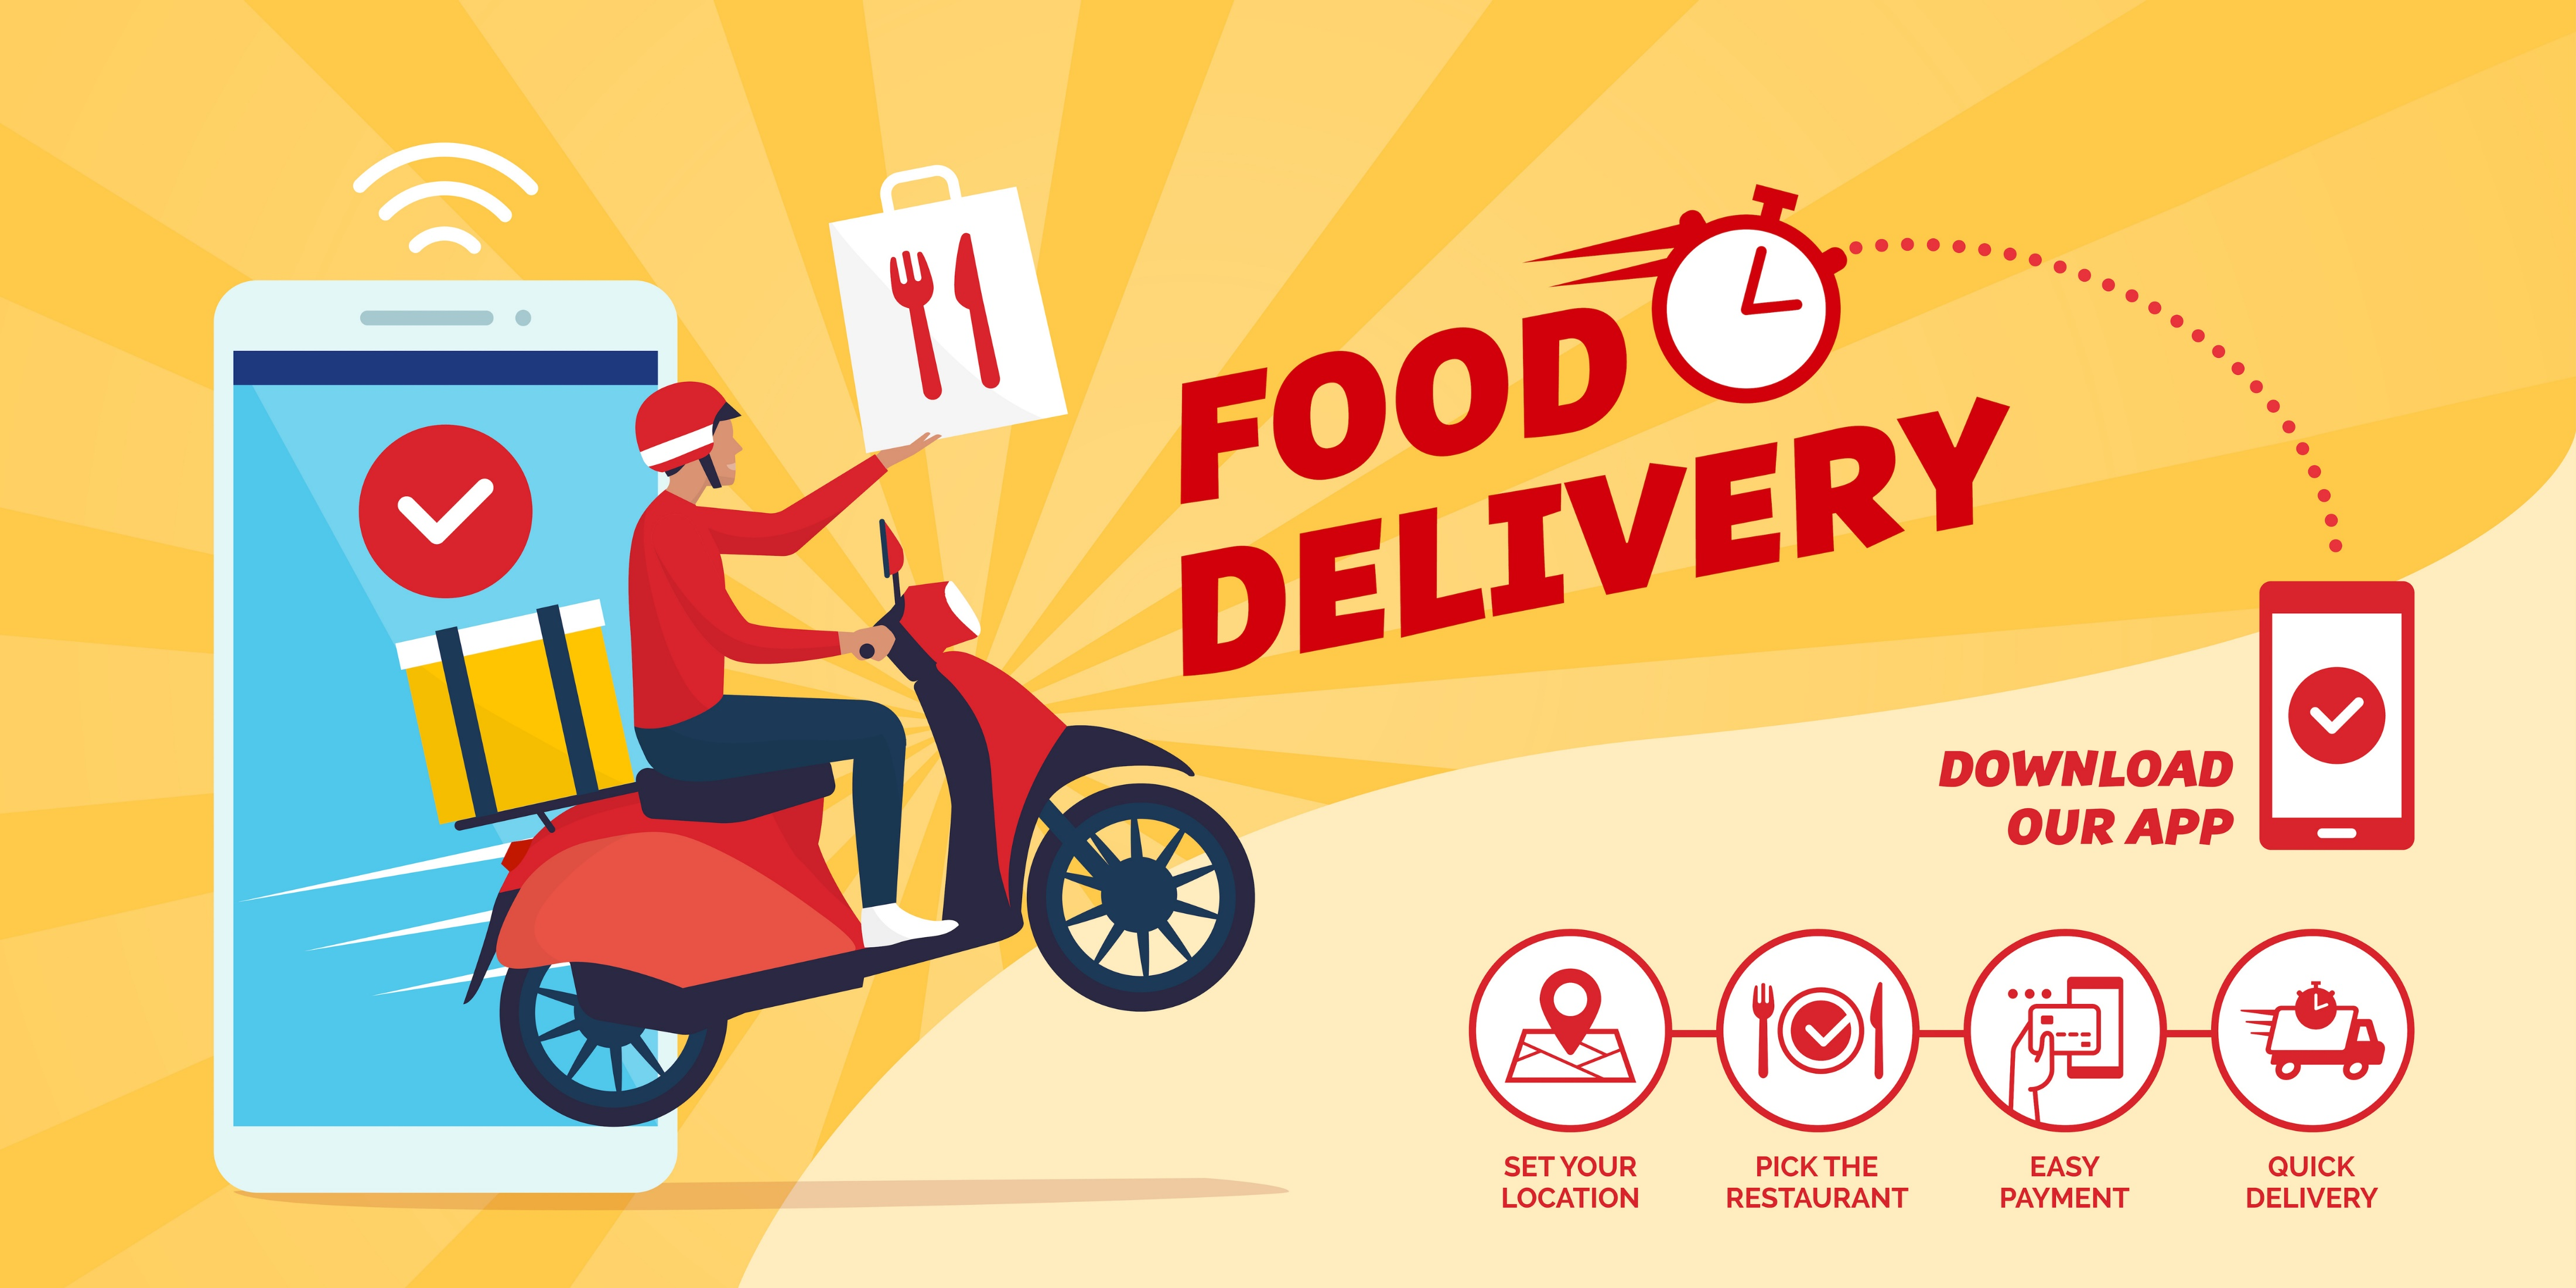 FOOD
DELIVERY
DOWNLOAD
OUR APP
SET YOUR
LOCATION
PICK THE
RESTAURANT
EASY
PAYMENT
QUICK
DELIVERY